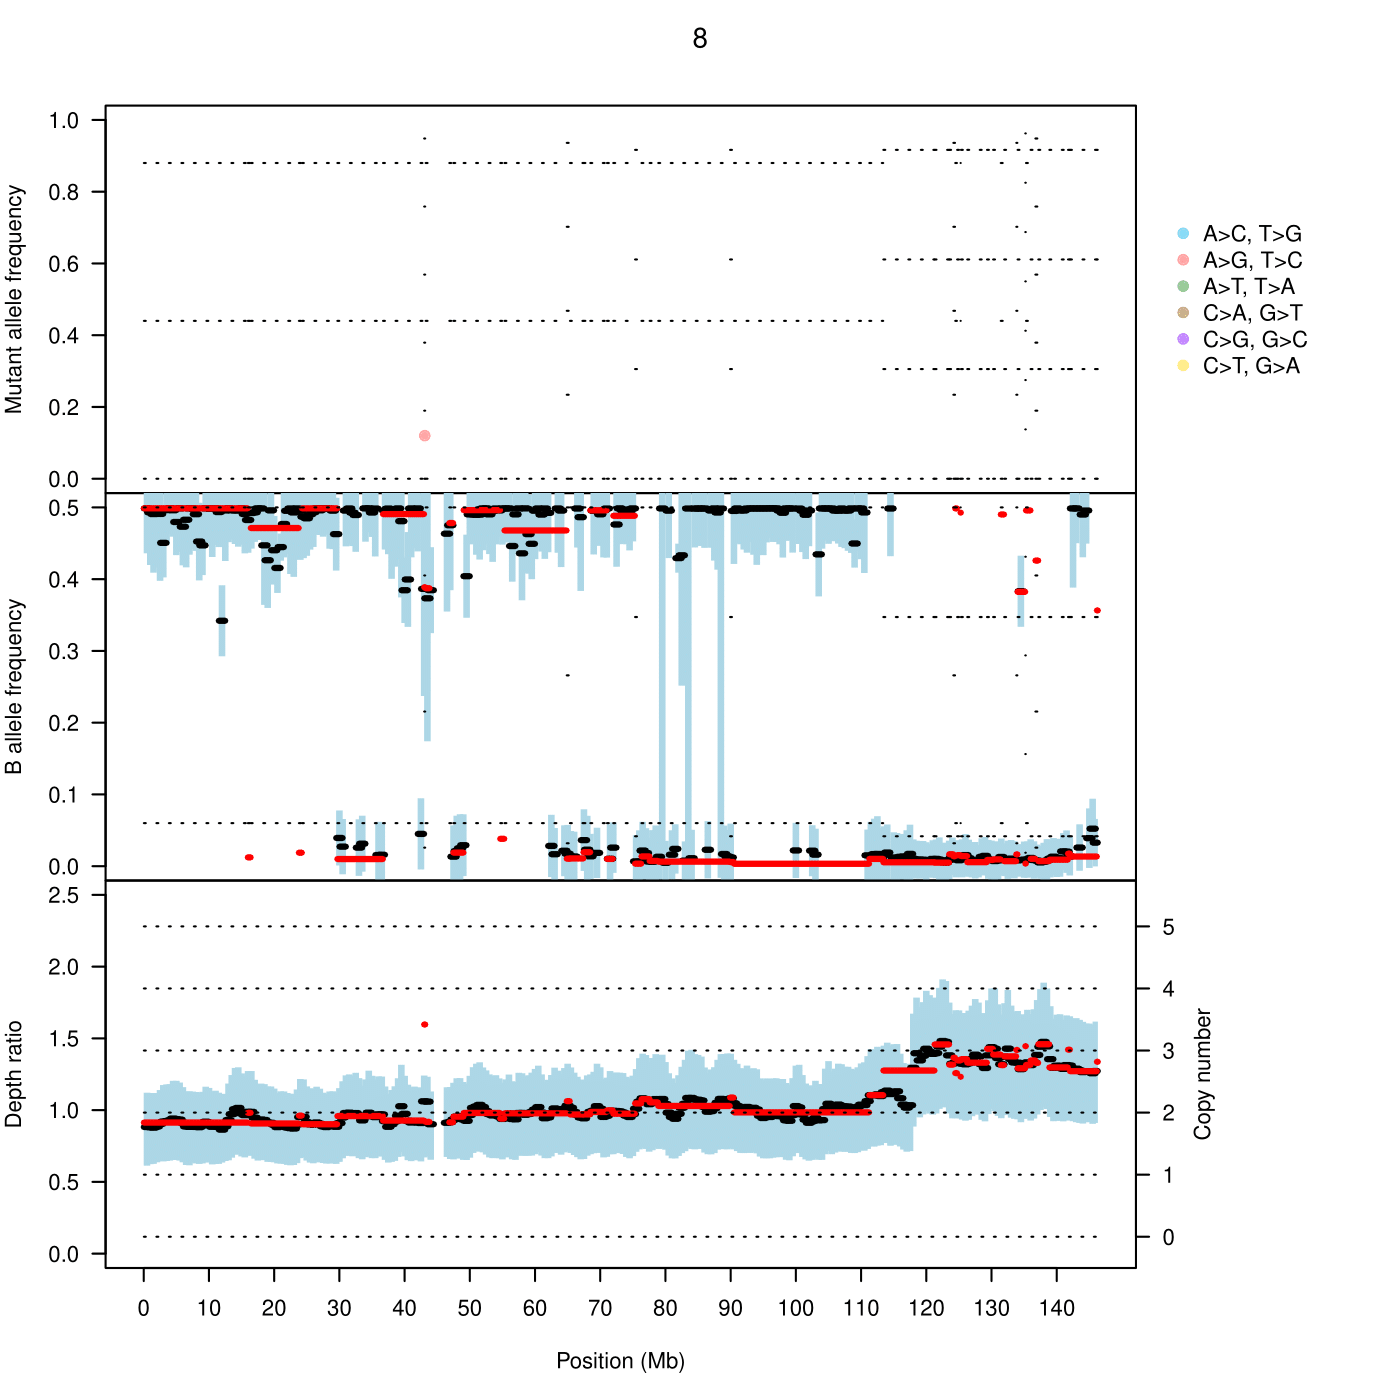 8
Mutant allele frequency
1.0
0.8
0.6
0.4
0.2
0.0
A>C, T>G
A>G, T>C
A>T, T>A
C>A, G>T
C>G, G>C
C>T, G>A
B allele frequency
0.5
0.4
0.3
0.2
0.1
0.0
Depth ratio
2.5
2.0
1.5
1.0
0.5
0.0
5
4
3
2
1
0
Copy number
0 10 20 30 40 50 60 70 80 90 100 110 120 130 140
Position (Mb)